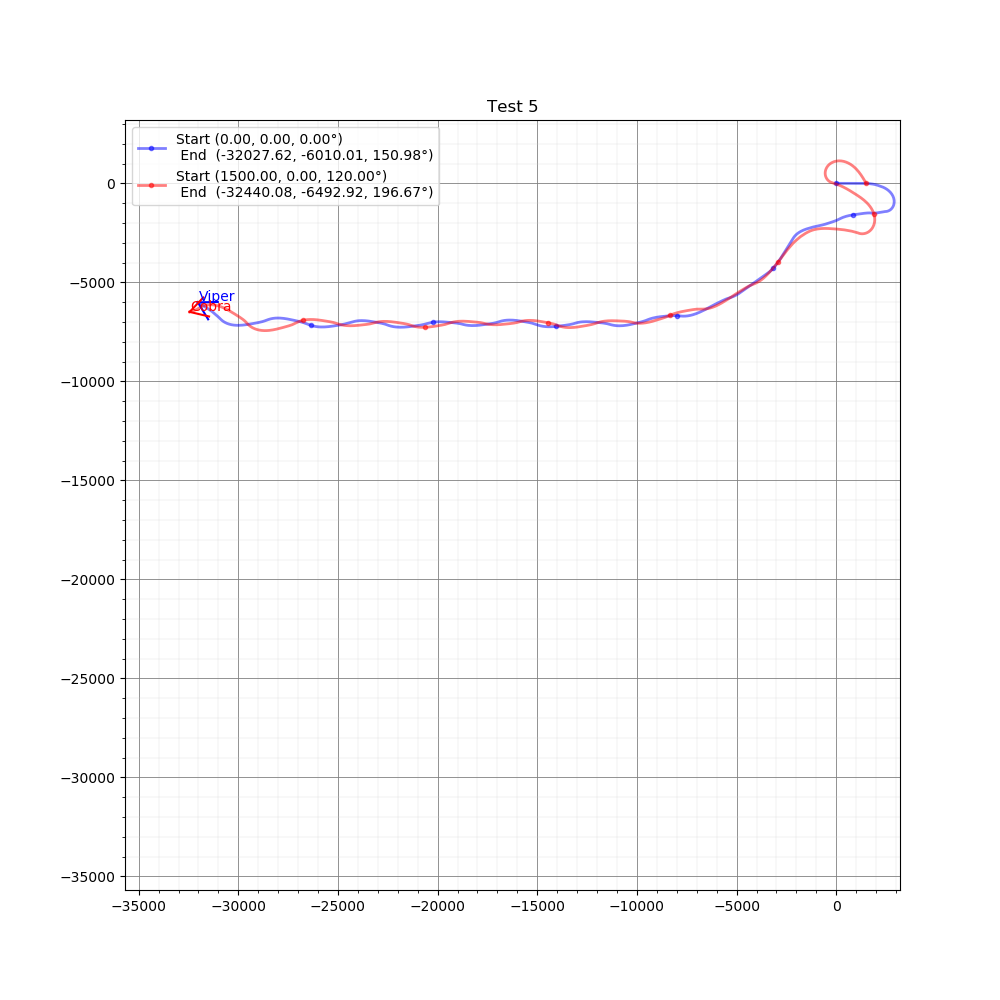 Test 5
Start (0.00, 0.00, 0.00°)
End (-32027.62, -6010.01, 150.98°)
Start (1500.00, 0.00, 120.00°)
End (-32440.08, -6492.92, 196.67°)
0
−5000
−10000
−15000
−20000
−25000
−30000
−35000
Viper
Cobra
−35000 −30000 −25000 −20000 −15000 −10000 −5000 0